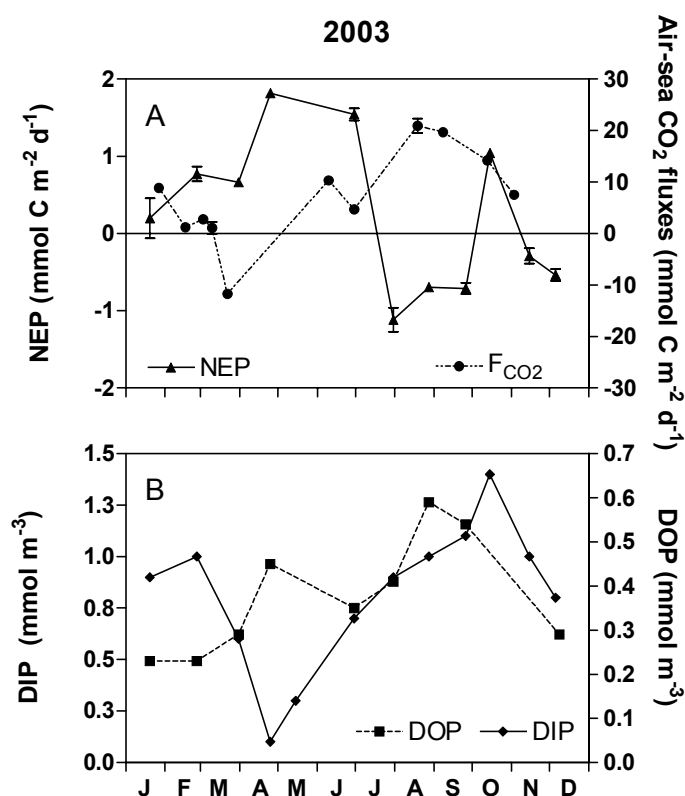 2003
A
NEP (mmol C m-2 d-1)
2
1
0
-1
-2
Air-sea CO2
fluxes (mmol C m-2 d-1)
30
20
10
0
-10
-20
-30
NEP
FCO2
B
DIP (mmol m-3)
1.5
1.3
1.0
0.8
0.5
0.3
0.0
DOP (mmol m-3)
0.7
0.6
0.5
0.4
0.3
0.2
0.1
0.0
DOP
DIP
J F M A M J J A S O N D